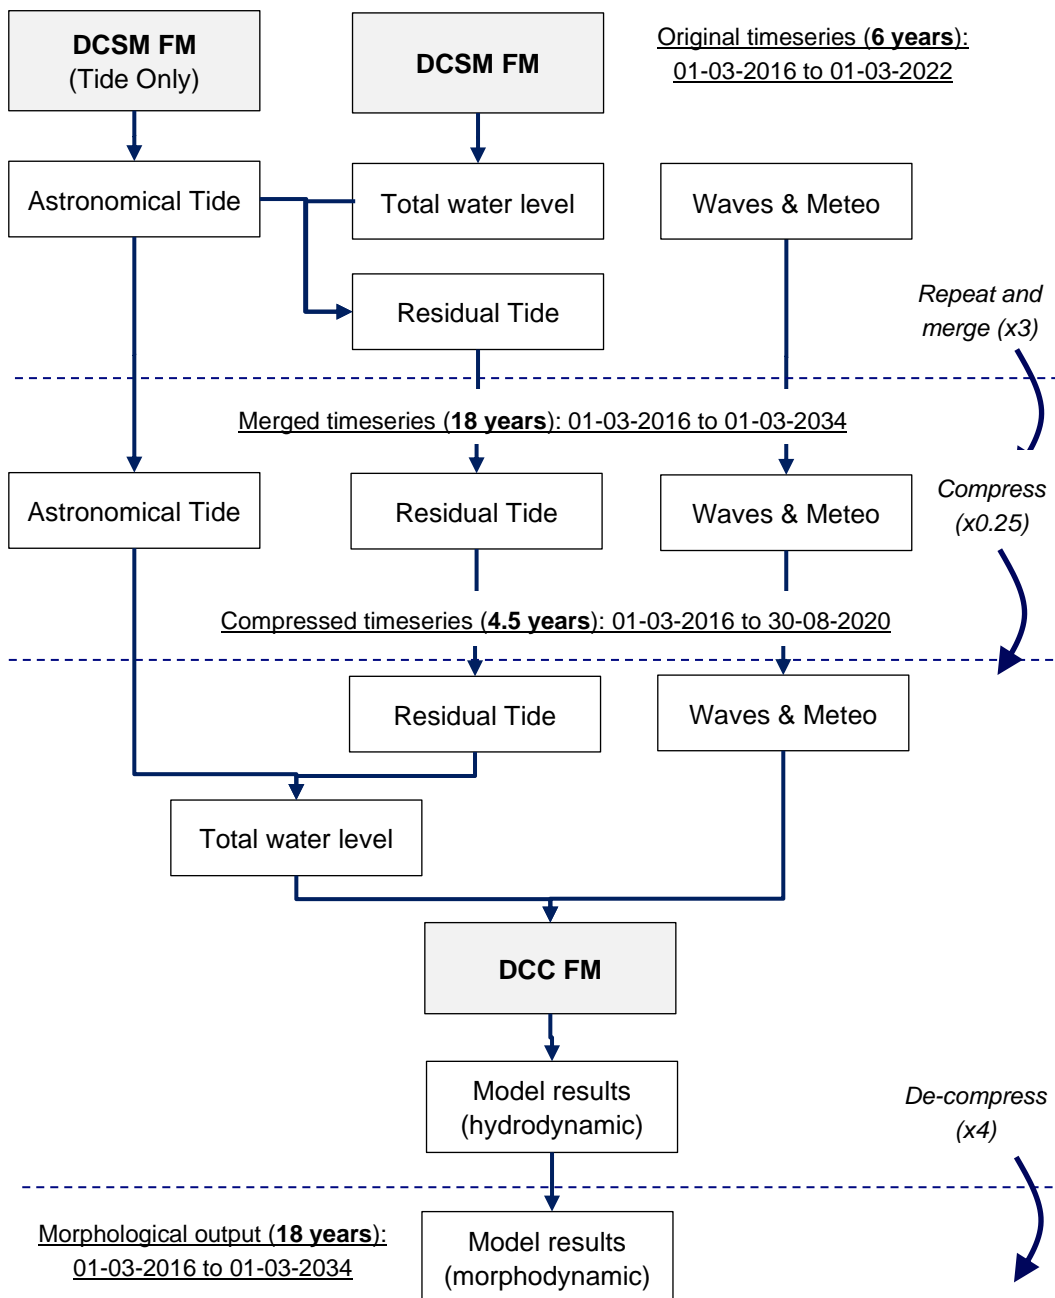 DCSM FM
(Tide Only)
DCSM FM
Original timeseries (6 years):
01-03-2016 to 01-03-2022
Astronomical Tide
Total water level
Waves & Meteo
Residual Tide
Repeat and
merge (x3)
Merged timeseries (18 years): 01-03-2016 to 01-03-2034
Astronomical Tide
Residual Tide
Waves & Meteo
Compress
(x0.25)
Compressed timeseries (4.5 years): 01-03-2016 to 30-08-2020
Residual Tide
Waves & Meteo
Total water level
DCC FM
Model results
(hydrodynamic)
De-compress
(x4)
Morphological output (18 years):
01-03-2016 to 01-03-2034
Model results
(morphodynamic)